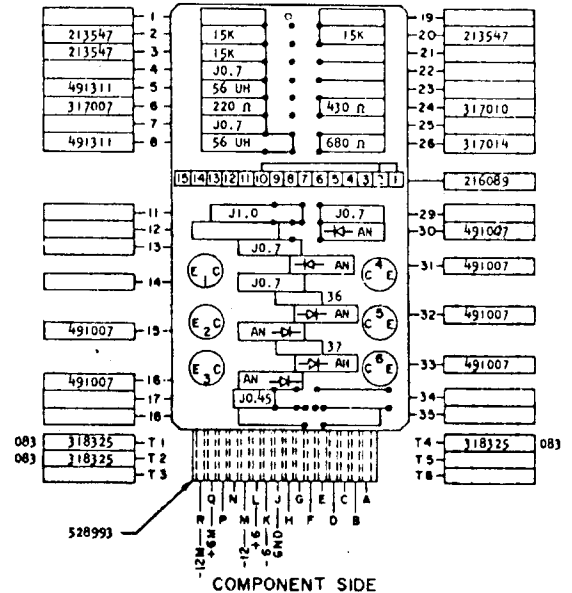 1 19
213547 2 15K 15K 20 213547
213547 3 15K 21
4 J0.7 22
491311 5 56 UH 23
317007 6 220 Ω 430 Ω 24 317010
7 J0.7 25
491311 8 56 UH 680 Ω 26 317014
15 14 13 12 11 10 9 8 7 6 5 4 3 2 1 216089
11 J1.0 J0.7 29
12 AN 30 491007
13 J0.7
AN 31 491007
E 1 C C 4 E
14 J0.7
36
E 2 C AN C 5 E 32 491007
491007 15 AN
37
E 3 C AN C 6 E 33 491007
491007 16 AN
17 J0.45 34
18 35
083 318325 T1 T4 318325 083
083 318325 T2 T5
T3 T6
Q N L J G E C A
R P M K H F D B
528993
-12M +6M -12 +6 -6 GND
COMPONENT SIDE